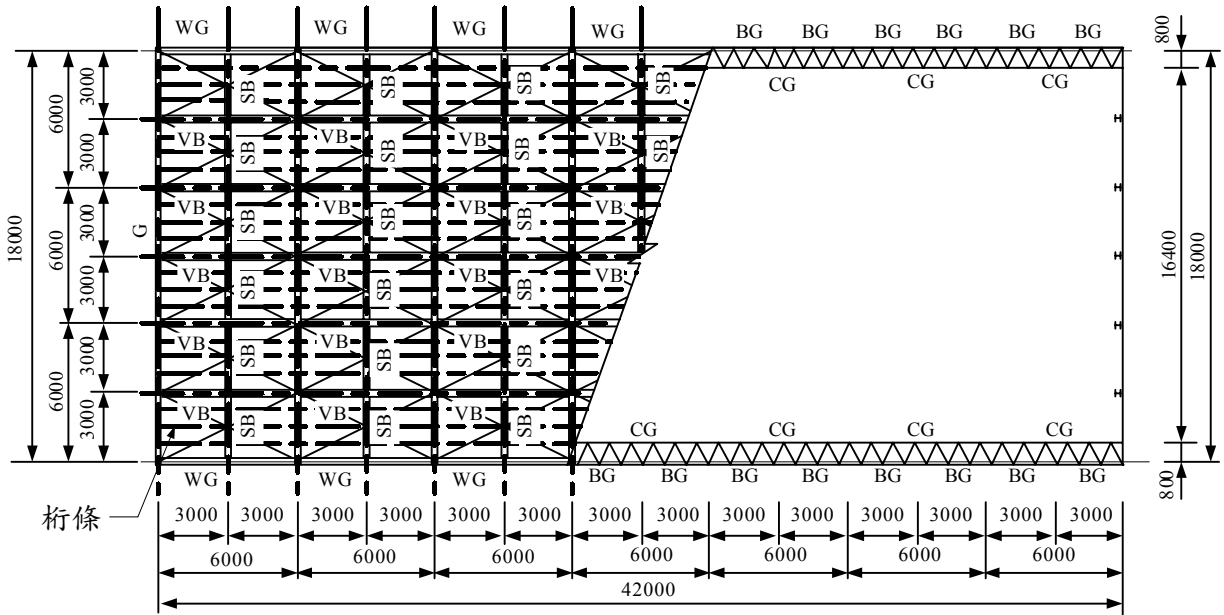 WG WG WG WG BG BG BG BG BG BG 800
SB SB SB SB CG CG CG
3000
6000
VB VB VB VB
SB SB SB SB
3000
VB VB VB VB
SB SB SB
3000
18000 6000 G 16400 18000
VB VB VB VB
SB SB SB
3000
VB VB VB
SB SB SB
3000
6000
VB VB VB
SB SB SB
3000
CG CG CG CG
WG WG WG BG BG BG BG BG BG BG BG 800
桁條
3000 3000 3000 3000 3000 3000 3000 3000 3000 3000 3000 3000 3000 3000
6000 6000 6000 6000 6000 6000 6000
42000